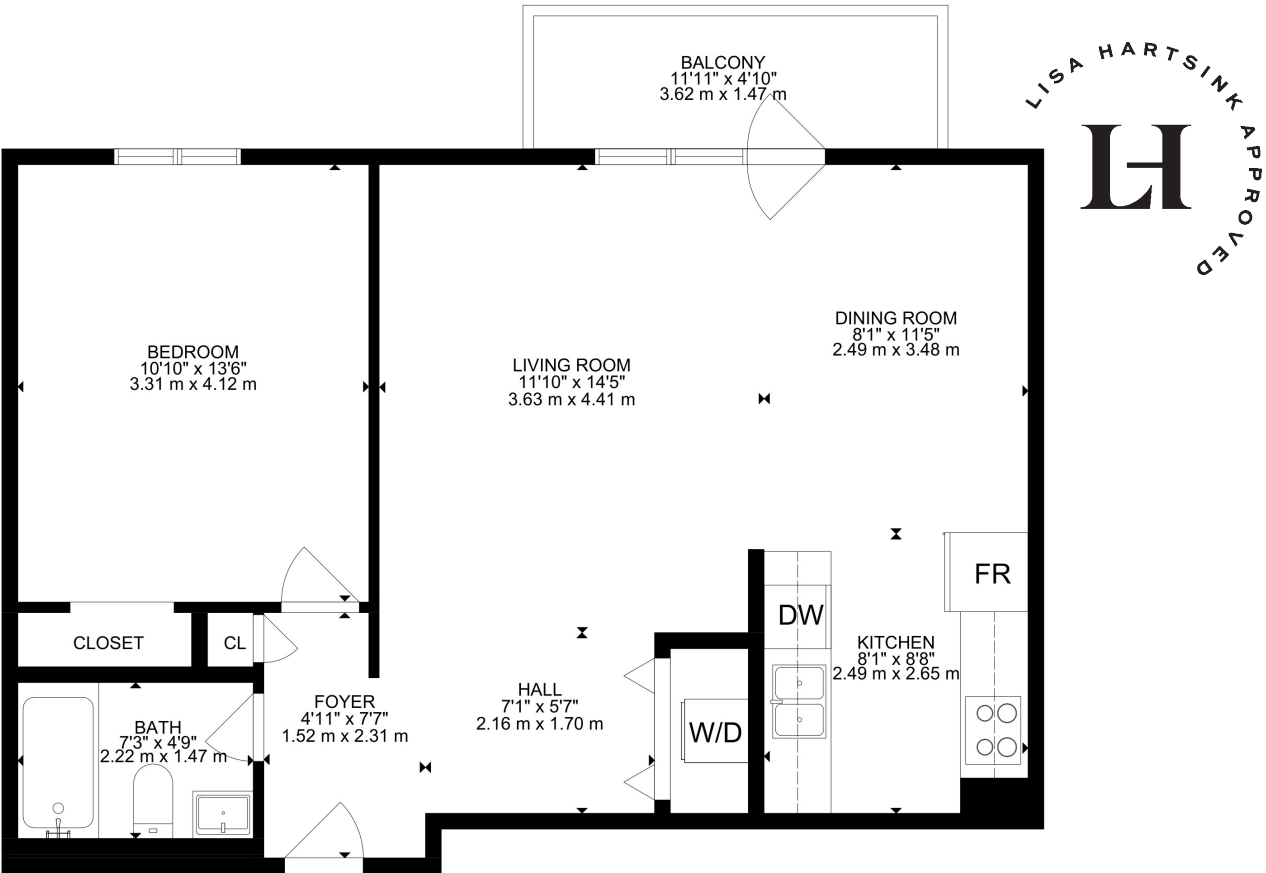 BALCONY
11'11" x 4'10"
3.62 m x 1.47 m
LISA HARTSINK APPROVED
LH
DINING ROOM
8'1" x 11'5"
2.49 m x 3.48 m
BEDROOM
10'10" x 13'6"
3.31 m x 4.12 m
LIVING ROOM
11'10" x 14'5"
3.63 m x 4.41 m
FR
DW
CLOSET
CL
KITCHEN
8'1" x 8'8"
2.49 m x 2.65 m
FOYER
4'11" x 7'7"
1.52 m x 2.31 m
HALL
7'1" x 5'7"
2.16 m x 1.70 m
W/D
BATH
7'3" x 4'9"
2.22 m x 1.47 m